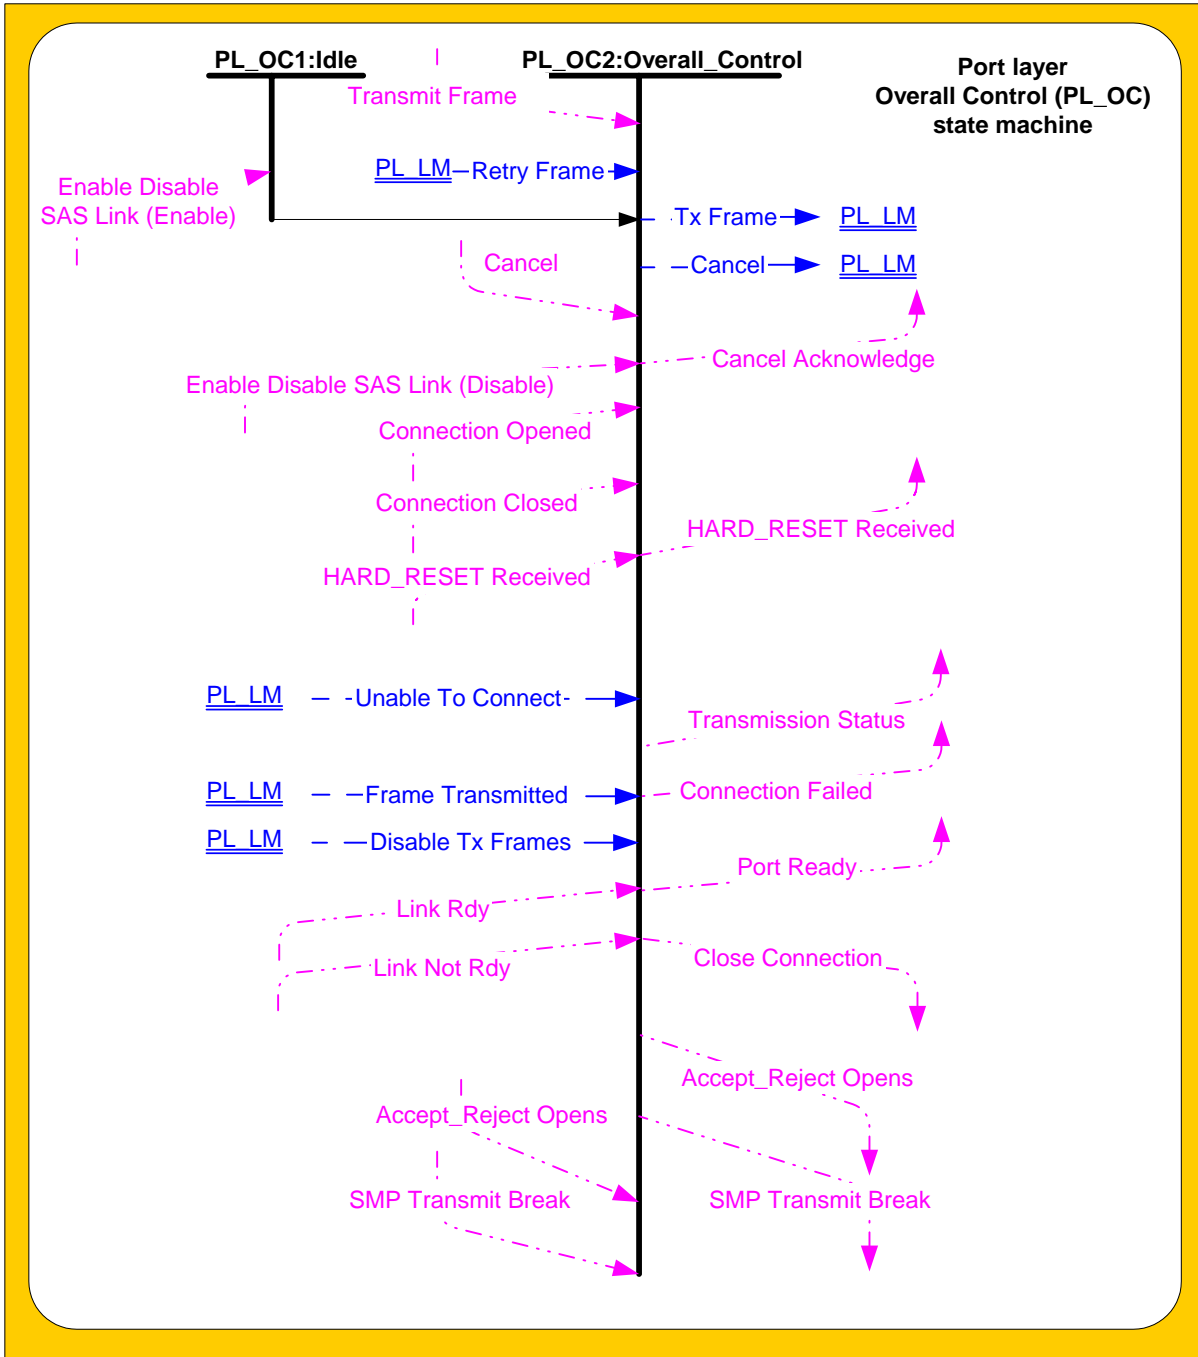 PL_OC1:Idle
PL_OC2:Overall_Control
Port layer
Overall Control (PL_OC)
state machine
Transmit Frame
PL_LM
Retry Frame
Enable Disable
SAS Link (Enable)
Tx Frame
PL_LM
Cancel
Cancel
PL_LM
Cancel Acknowledge
Enable Disable SAS Link (Disable)
Connection Opened
Connection Closed
HARD_RESET Received
HARD_RESET Received
PL_LM
Unable To Connect
Transmission Status
PL_LM
Frame Transmitted
Connection Failed
PL_LM
Disable Tx Frames
Port Ready
Link Rdy
Link Not Rdy
Close Connection
Accept_Reject Opens
Accept_Reject Opens
SMP Transmit Break
SMP Transmit Break